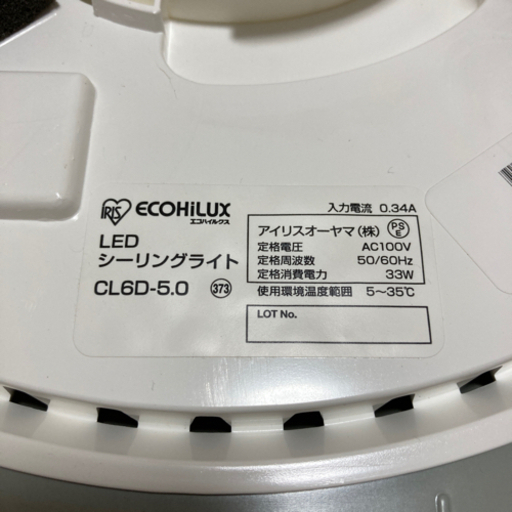 IRIS ECOHiLUX
エコハイルクス
LED
シーリングライト
CL6D-5.0 373
入力電流 0.34A
アイリスオーヤマ(株) PSE
定格電圧 AC100V
定格周波数 50/60Hz
定格消費電力 33W
使用環境温度範囲 5~35℃
LOT No.